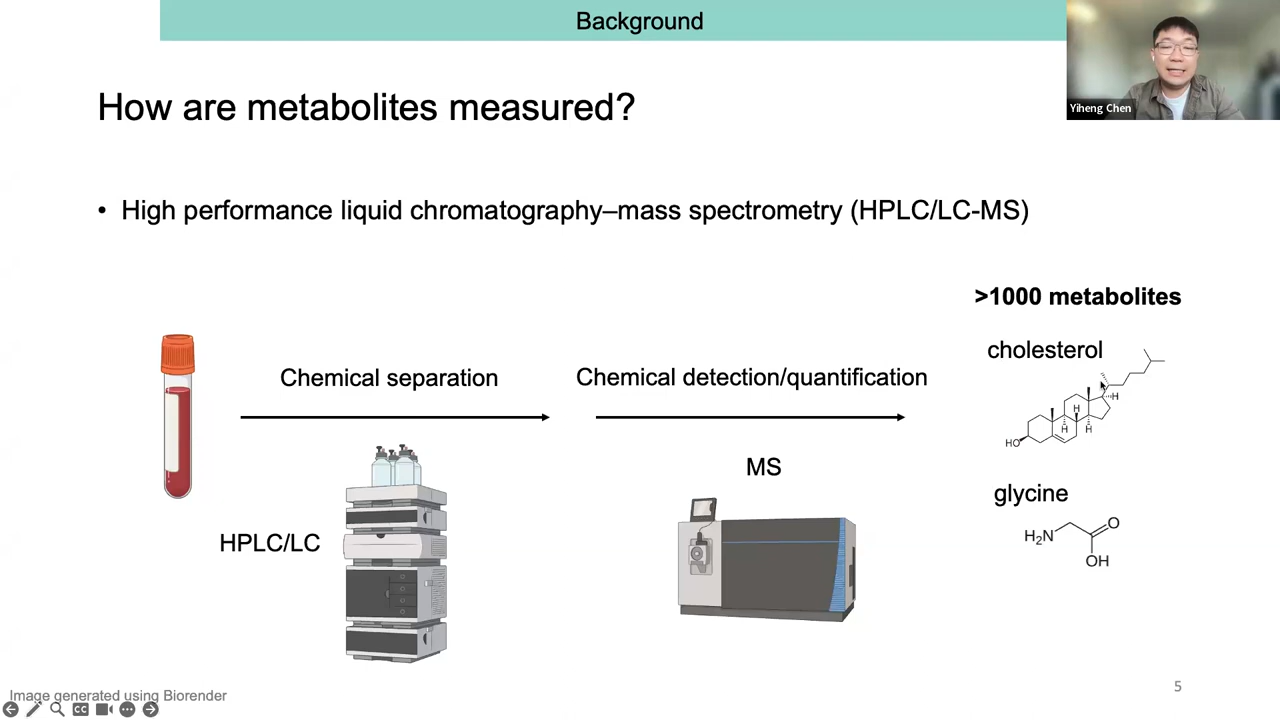 Background
Yiheng Chen
How are metabolites measured?
• High performance liquid chromatography–mass spectrometry (HPLC/LC-MS)
>1000 metabolites
cholesterol
Chemical separation
Chemical detection/quantification
H
H
H
H
HO
MS
glycine
H₂N
O
OH
HPLC/LC
Image generated using Biorender
5
CC